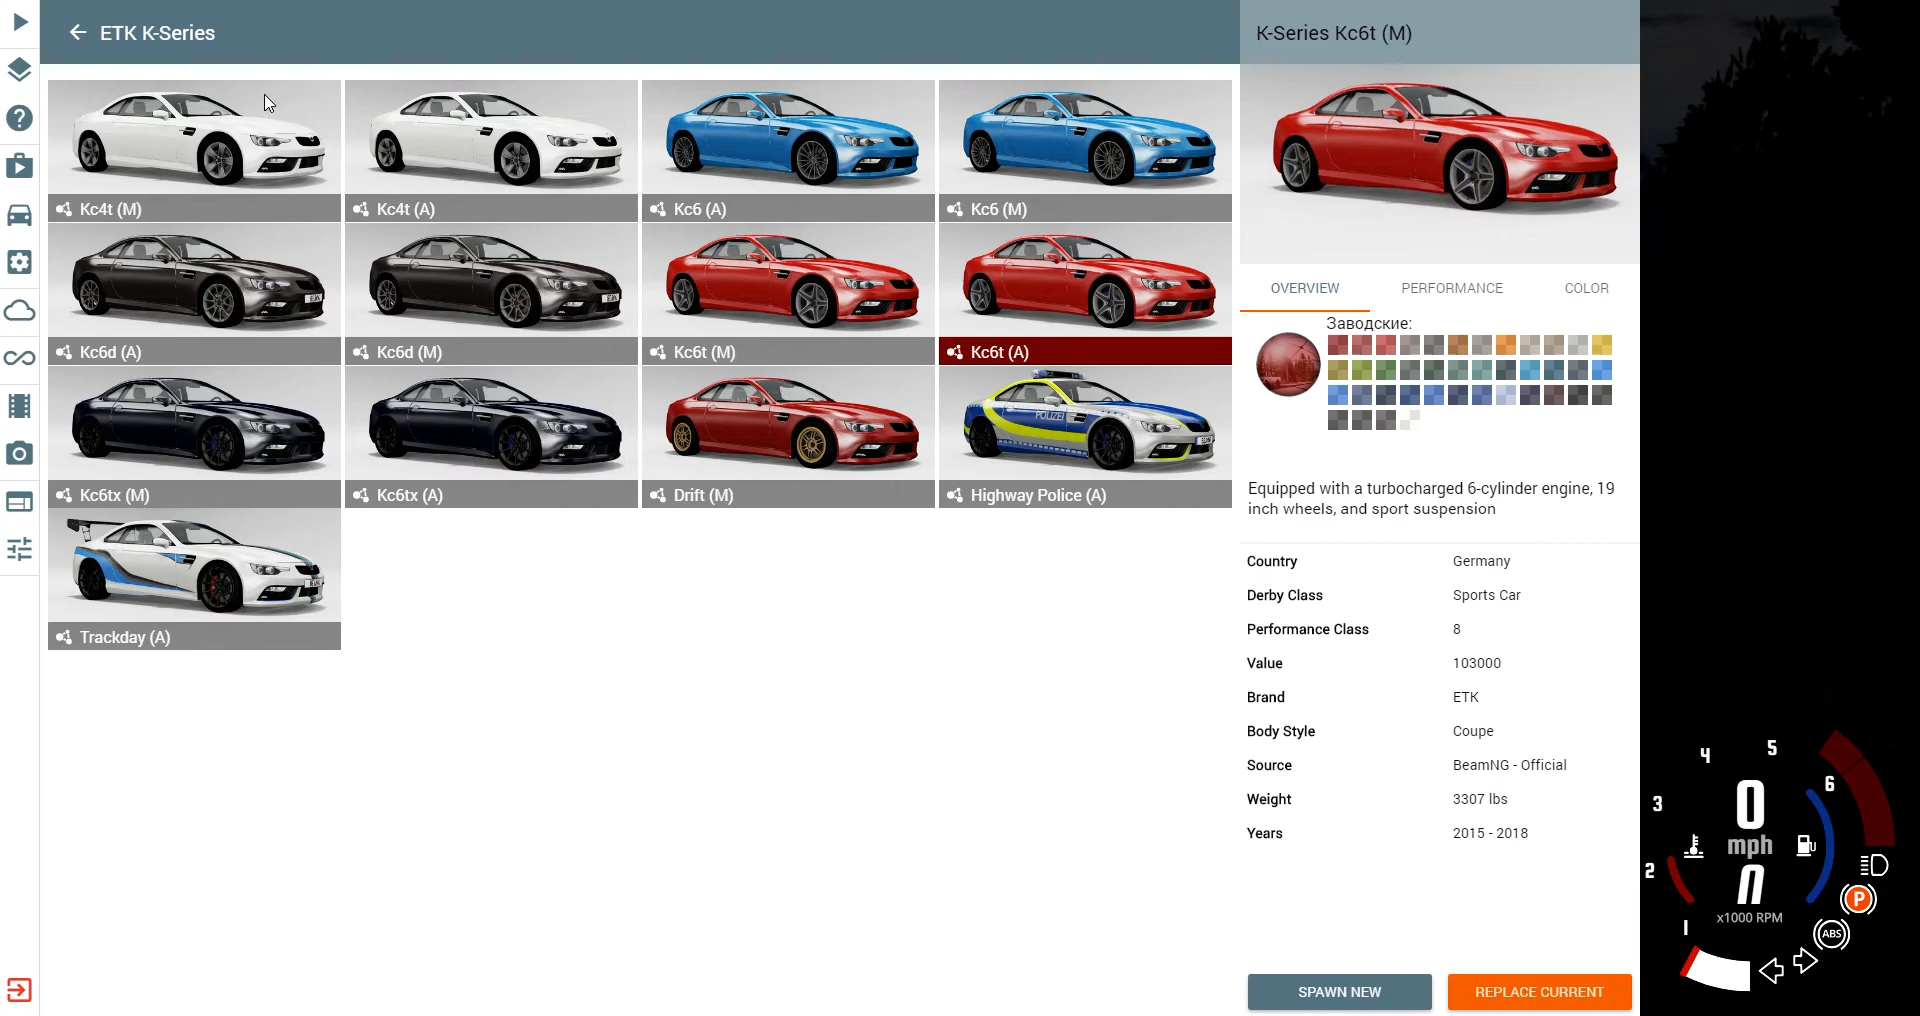 ETK K-Series
K-Series Kc6t (M)
Kc4t (M)
Kc4t (A)
Kc6 (A)
Kc6 (M)
Kc6d (A)
Kc6d (M)
Kc6t (M)
Kc6t (A)
POLIZEI
Kc6tx (M)
Kc6tx (A)
Drift (M)
Highway Police (A)
Trackday (A)
OVERVIEW
PERFORMANCE
COLOR
Заводские:
Equipped with a turbocharged 6-cylinder engine, 19
inch wheels, and sport suspension
Country Germany
Derby Class Sports Car
Performance Class 8
Value 103000
Brand ETK
Body Style Coupe
Source BeamNG - Official
Weight 3307 lbs
Years 2015 - 2018
SPAWN NEW
REPLACE CURRENT
1
2
3
4
5
6
0
mph
n
x1000 RPM
P
ABS